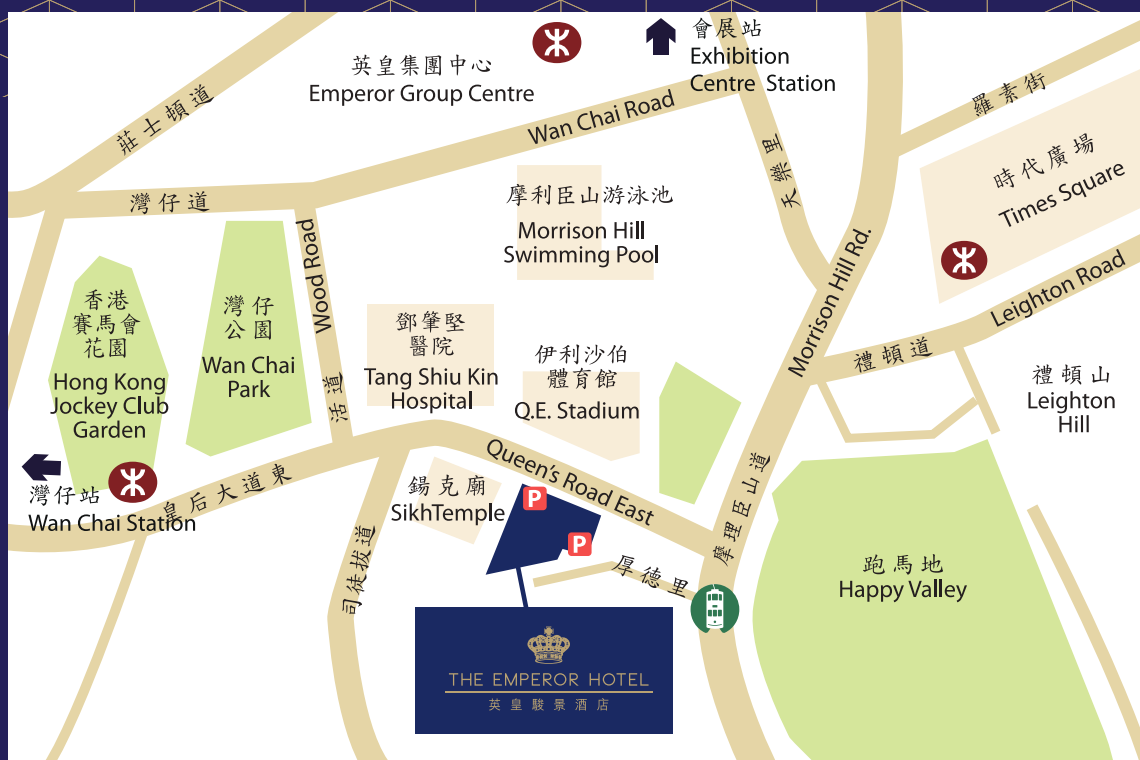 會展站
Exhibition
Centre Station
英皇集團中心
Emperor Group Centre
莊士頓道
Wan Chai Road
羅素街
時代廣場
Times Square
天樂里
灣仔道
摩利臣山游泳池
Morrison Hill
Swimming Pool
Wood Road
Morrison Hill Rd.
Leighton Road
香港
賽馬會
花園
Hong Kong
Jockey Club
Garden
灣仔
公園
Wan Chai
Park
鄧肇堅
醫院
Tang Shiu Kin
Hospital
伊利沙伯
體育館
Q.E. Stadium
禮頓道
禮頓山
Leighton
Hill
活道
Queen's Road East
灣仔站
Wan Chai Station
皇后大道東
鍚克廟
SikhTemple
P
P
摩理臣山道
司徒拔道
厚德里
跑馬地
Happy Valley
THE EMPEROR HOTEL
英皇駿景酒店